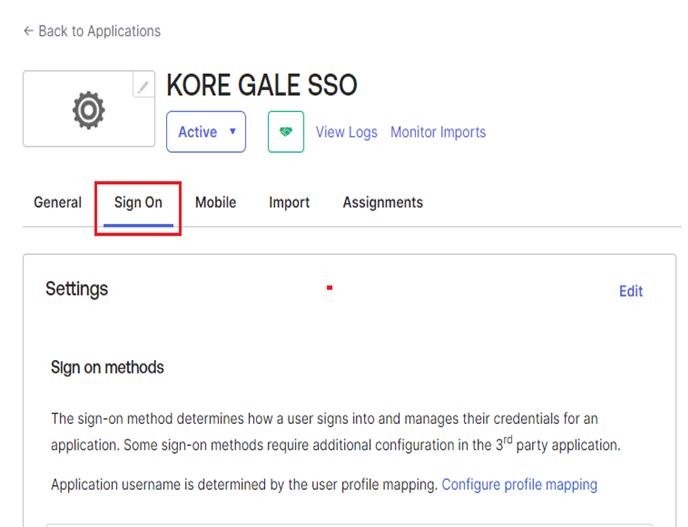 ← Back to Applications
KORE GALE SSO
Active ▼ View Logs Monitor Imports
General Sign On Mobile Import Assignments
Settings Edit
SIgn on methods
The sign-on method determines how a user signs into and manages their credentials for an
application. Some sign-on methods require additional configuration in the 3rd party application.
Application username is determined by the user profile mapping. Configure profile mapping